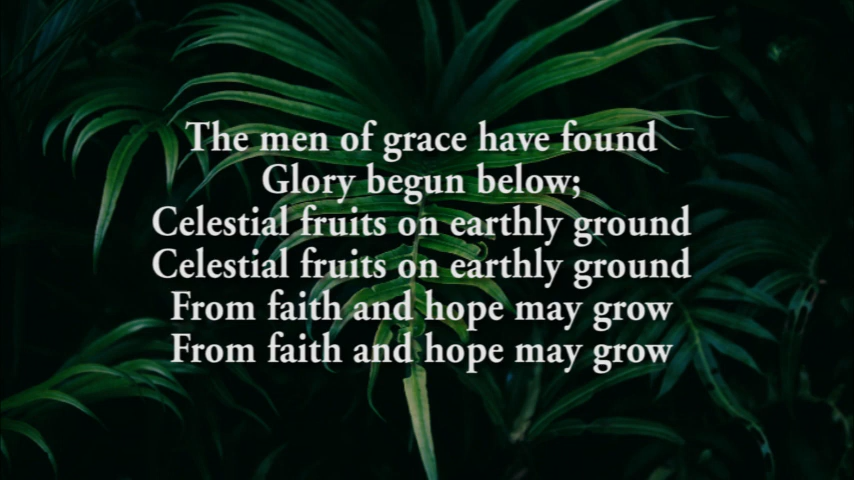 The men of grace have found
Glory begun below;
Celestial fruits on earthly ground
Celestial fruits on earthly ground
From faith and hope may grow
From faith and hope may grow